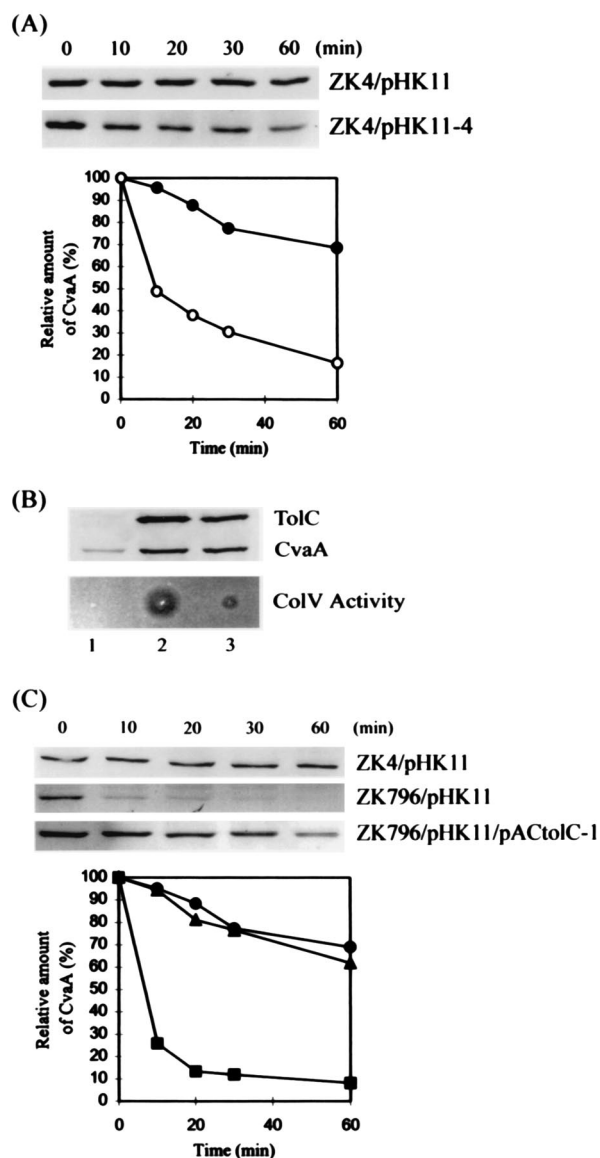 (A)
0 10 20 30 60 (min)
ZK4/pHK11
ZK4/pHK11-4
100
90
80
70
60
50
40
30
20
10
0
Relative amount
of CvaA (%)
0 20 40 60
Time (min)
(B)
TolC
CvaA
ColV Activity
1 2 3
(C)
0 10 20 30 60 (min)
ZK4/pHK11
ZK796/pHK11
ZK796/pHK11/pACtolC-1
100
90
80
70
60
50
40
30
20
10
0
Relative amount
of CvaA (%)
0 20 40 60
Time (min)